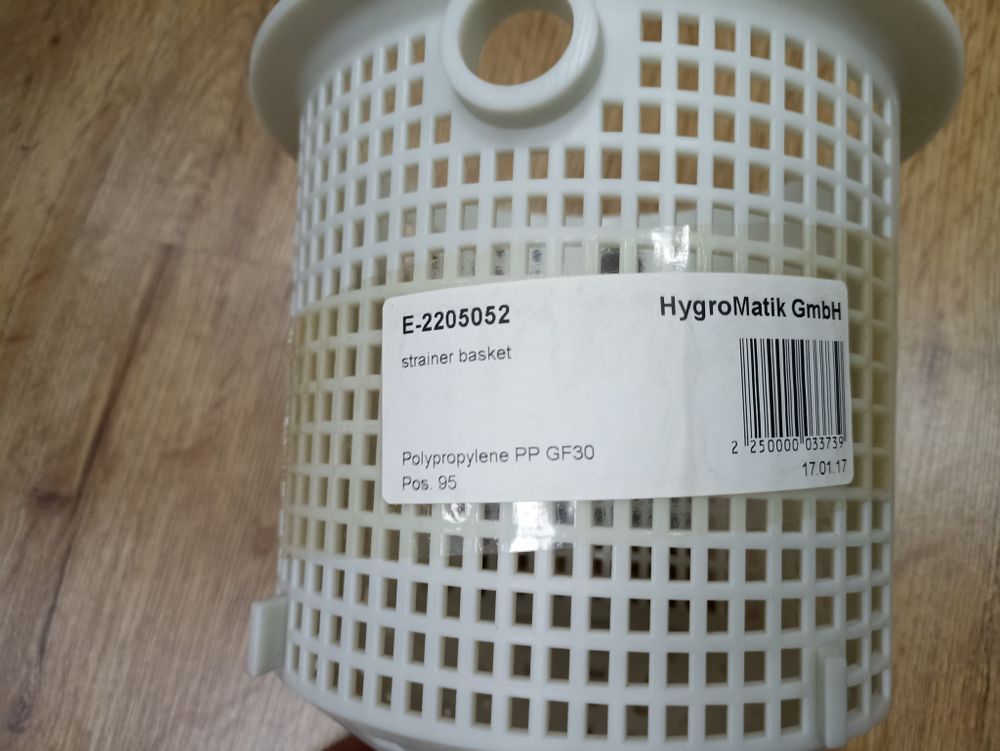 E-2205052
HygroMatik GmbH
strainer basket
Polypropylene PP GF30
Pos. 95
2 250000 033739
17.01.17